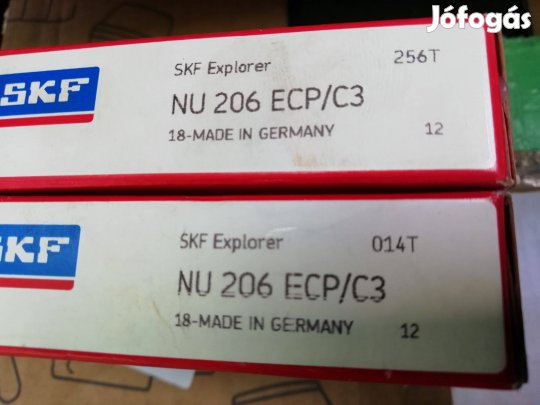 Jófogás
SKF
SKF Explorer 256T
NU 206 ECP/C3
18-MADE IN GERMANY 12
SKF
SKF Explorer 014T
NU 206 ECP/C3
18-MADE IN GERMANY 12